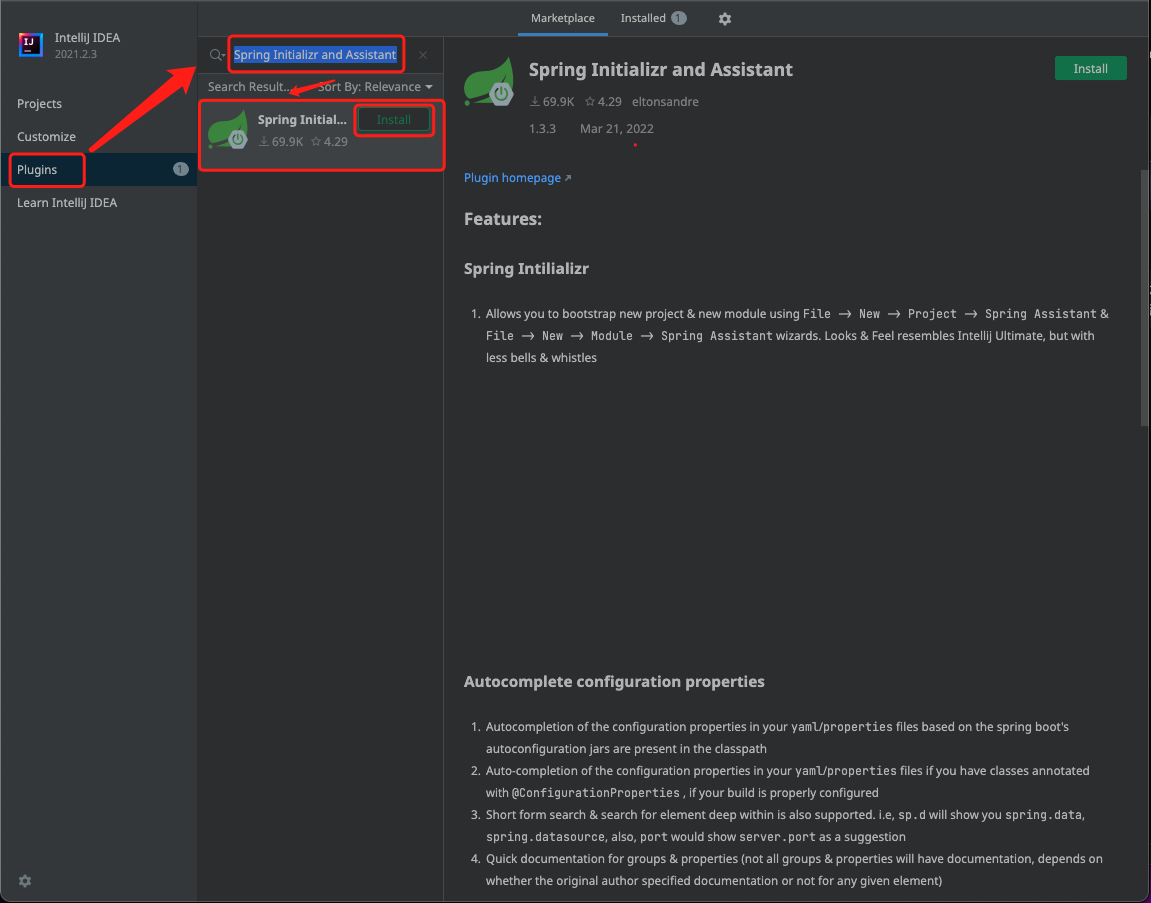 IntelliJ IDEA
2021.2.3
Projects
Customize
Plugins
1
Learn IntelliJ IDEA
Marketplace
Installed 1
Spring Initializr and Assistant
Search Result... Sort By: Relevance
Spring Initial...
Install
69.9K 4.29
Spring Initializr and Assistant
Install
69.9K 4.29 eltonsandre
1.3.3 Mar 21, 2022
Plugin homepage
Features:
Spring Intilializr
1. Allows you to bootstrap new project & new module using File → New → Project → Spring Assistant &
File → New → Module → Spring Assistant wizards. Looks & Feel resembles Intellij Ultimate, but with
less bells & whistles
Autocomplete configuration properties
1. Autocompletion of the configuration properties in your yaml/properties files based on the spring boot's
autoconfiguration jars are present in the classpath
2. Auto-completion of the configuration properties in your yaml/properties files if you have classes annotated
with @ConfigurationProperties , if your build is properly configured
3. Short form search & search for element deep within is also supported. i.e, sp.d will show you spring.data,
spring.datasource, also, port would show server.port as a suggestion
4. Quick documentation for groups & properties (not all groups & properties will have documentation, depends on
whether the original author specified documentation or not for any given element)